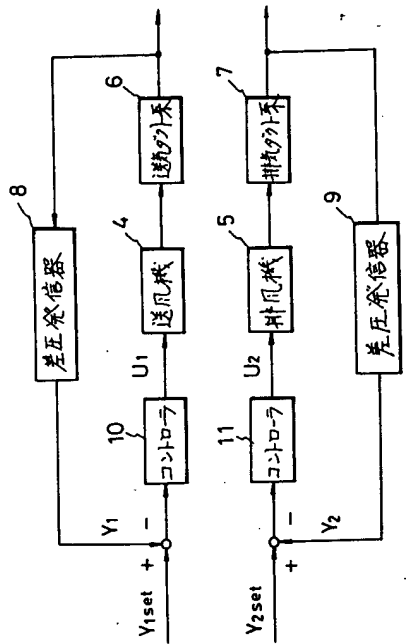 8
差圧発信器
Y1
Y1set
+
−
10
コントローラ
U1
4
送風機
6
送気ダクト系
Y2set
+
−
11
コントローラ
U2
5
排風機
7
排気ダクト系
Y2
9
差圧発信器